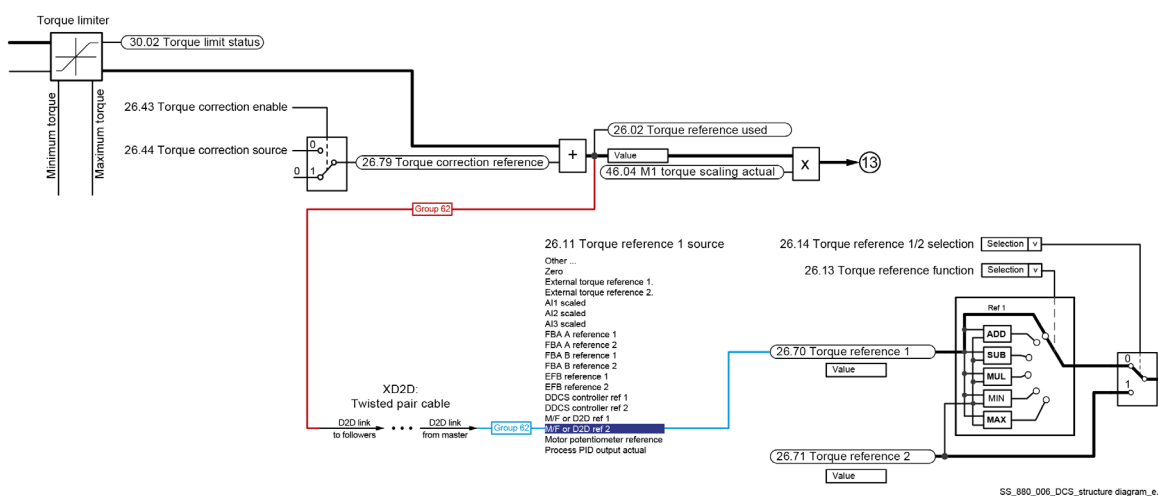 Torque limiter
30.02 Torque limit status
Minimum torque
Maximum torque
26.43 Torque correction enable
26.44 Torque correction source
0
0
1
26.79 Torque correction reference
+
26.02 Torque reference used
Value
46.04 M1 torque scaling actual
X
13
Group 62
26.11 Torque reference 1 source
Other ...
Zero
External torque reference 1.
External torque reference 2.
AI1 scaled
AI2 scaled
AI3 scaled
FBA A reference 1
FBA A reference 2
FBA B reference 1
FBA B reference 2
EFB reference 1
EFB reference 2
DDCS controller ref 1
DDCS controller ref 2
M/F or D2D ref 1
M/F or D2D ref 2
Motor potentiometer reference
Process PID output actual
XD2D:
Twisted pair cable
D2D link
to followers
D2D link
from master
Group 62
26.14 Torque reference 1/2 selection
Selection v
26.13 Torque reference function
Selection v
Ref 1
ADD
SUB
MUL
MIN
MAX
26.70 Torque reference 1
Value
0
1
26.71 Torque reference 2
Value
SS_880_006_DCS_structure diagram_e.